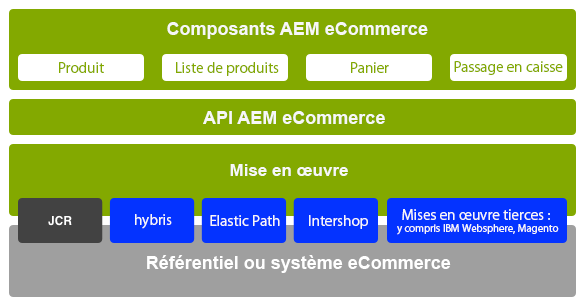 Composants AEM eCommerce
Produit
Liste de produits
Panier
Passage en caisse
API AEM eCommerce
Mise en œuvre
JCR
hybris
Elastic Path
Intershop
Mises en œuvre tierces :
y compris IBM Websphere, Magento
Référentiel ou système eCommerce